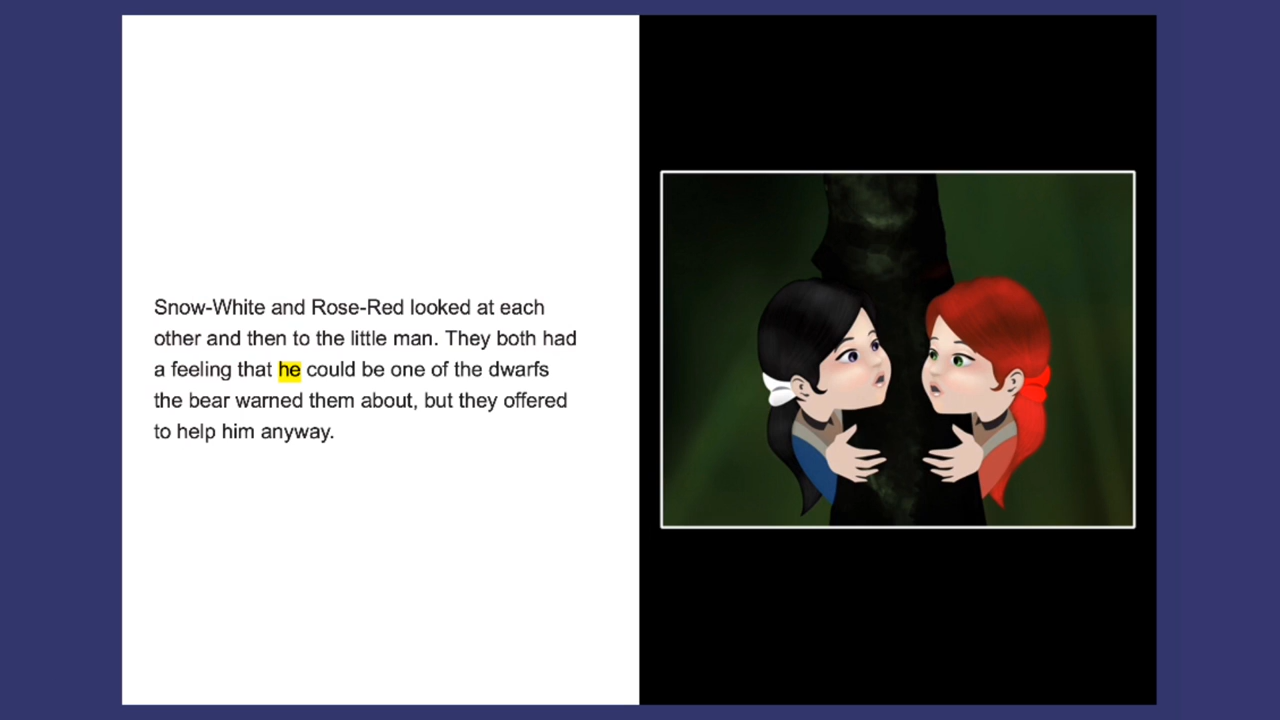 Snow-White and Rose-Red looked at each
other and then to the little man. They both had
a feeling that he could be one of the dwarfs
the bear warned them about, but they offered
to help him anyway.